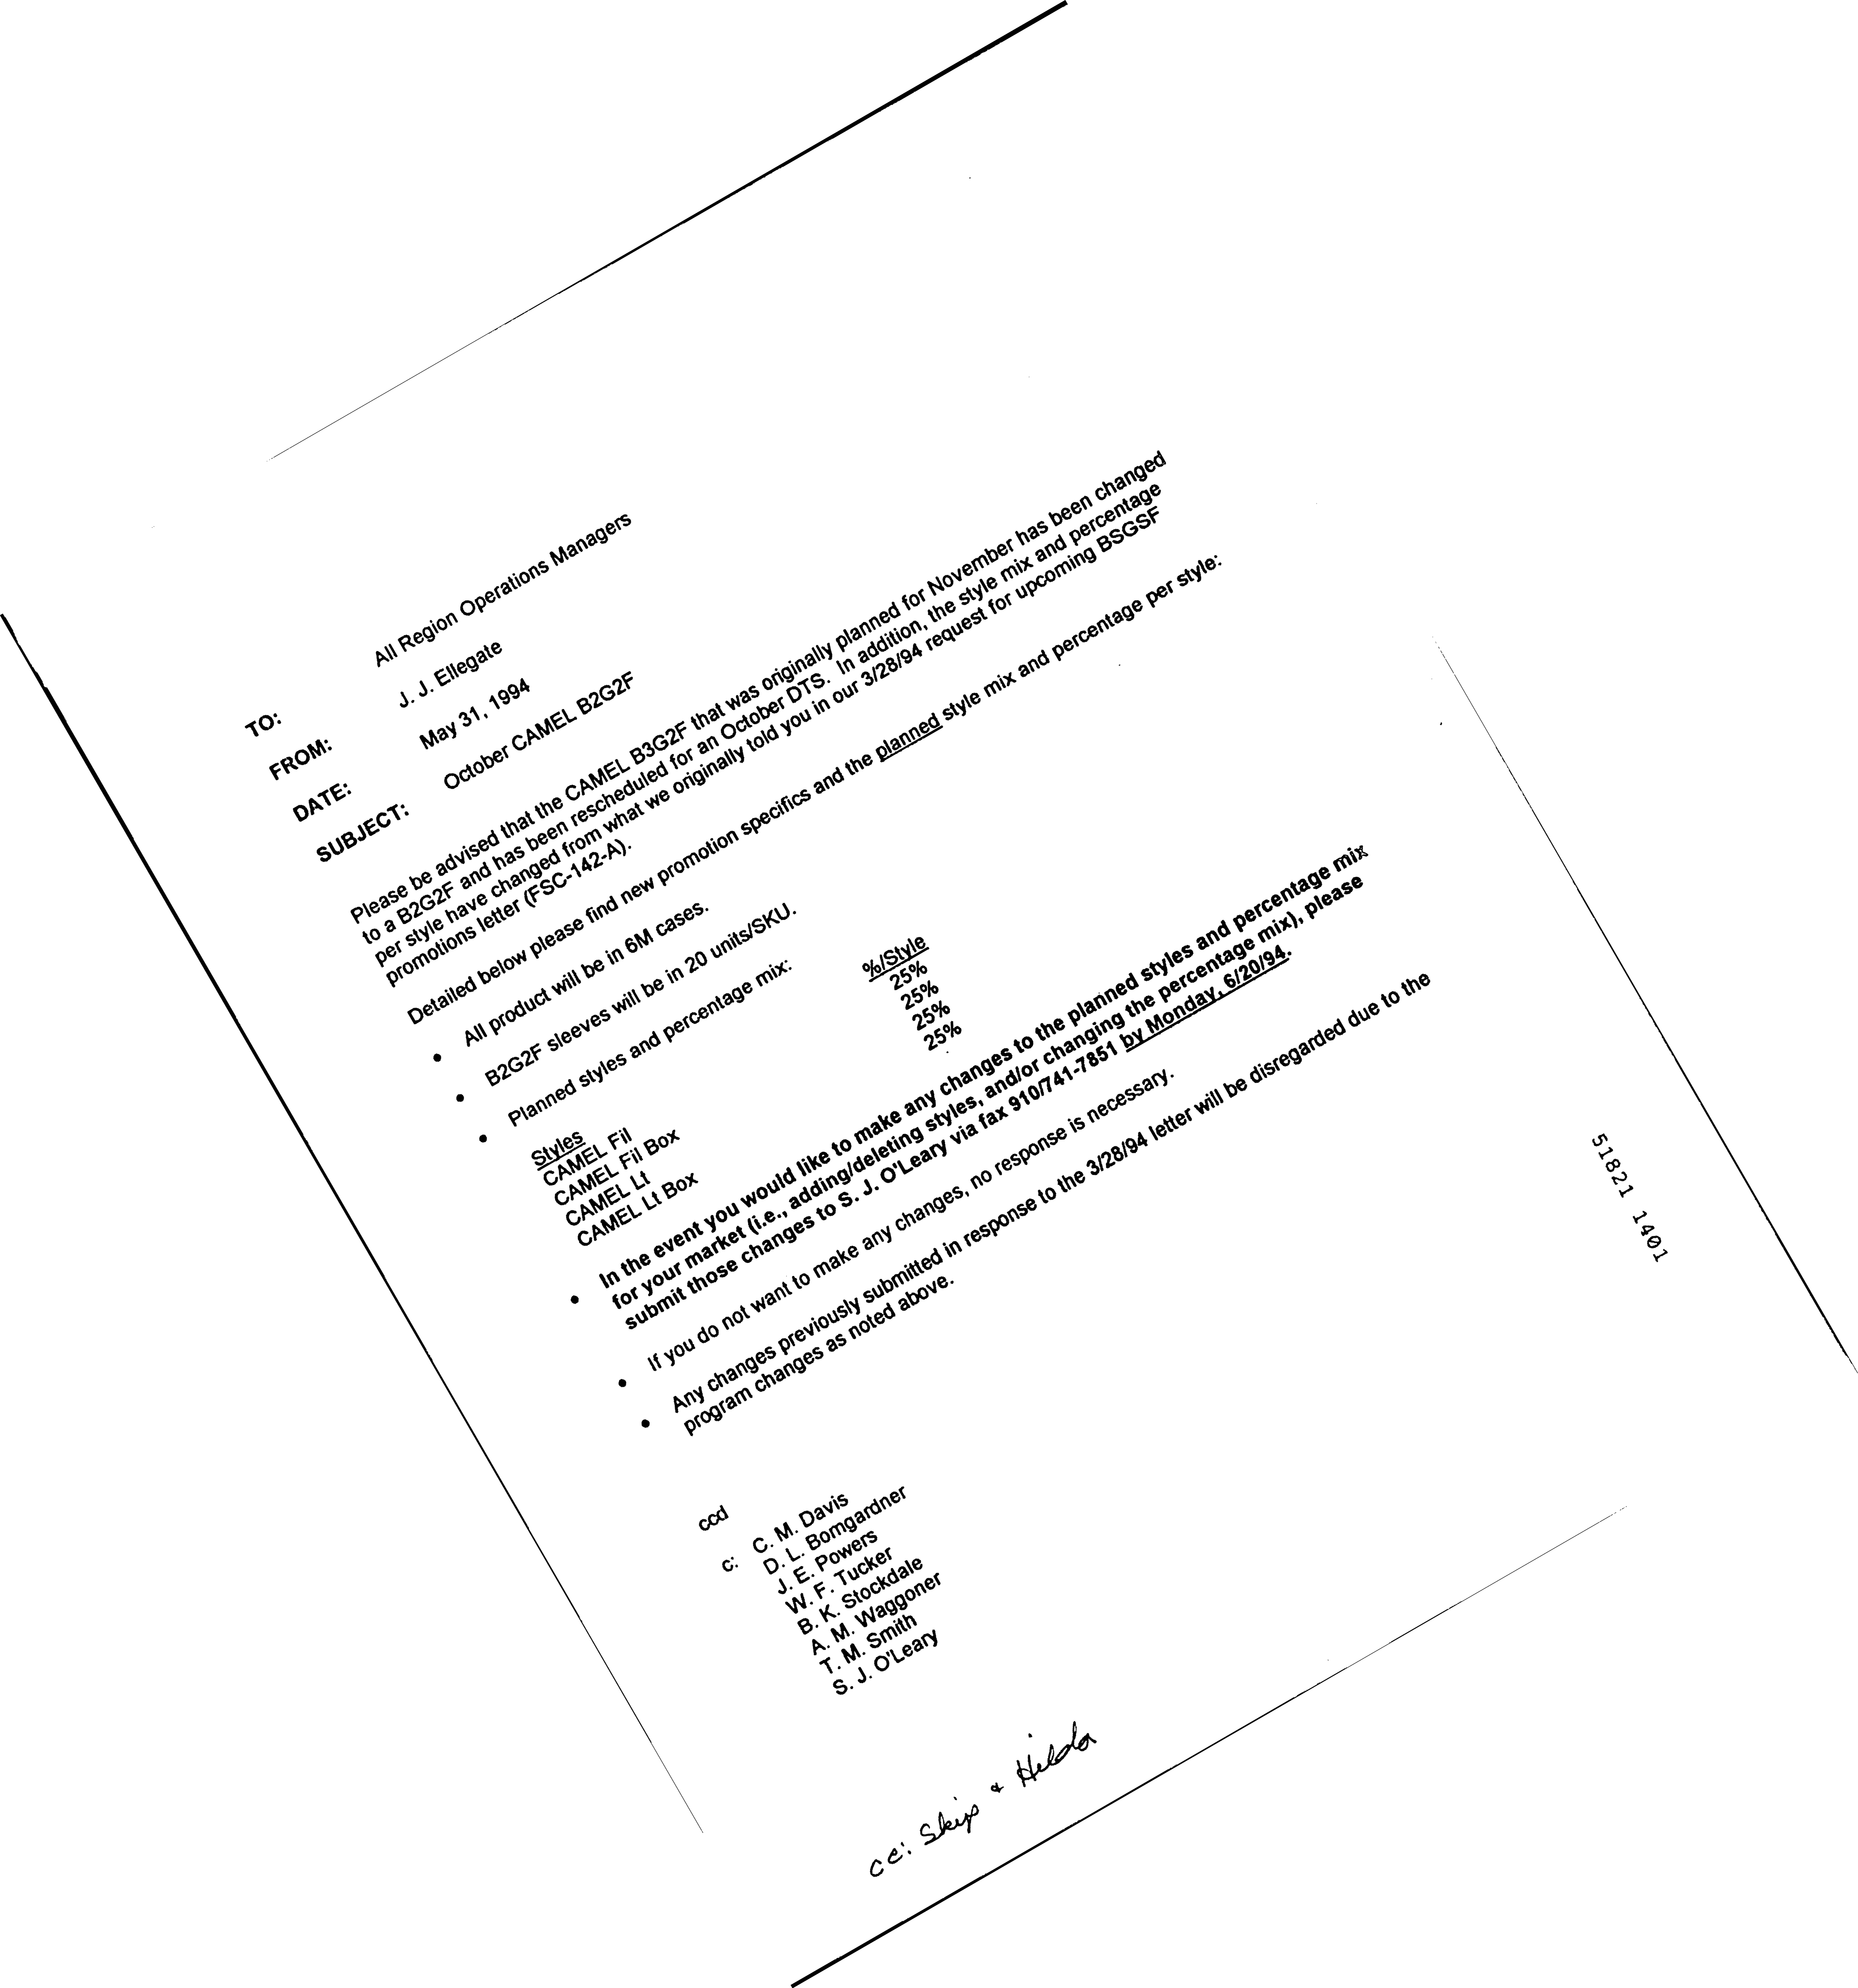 TO: All Region Operations Managers
FROM: J. J. Ellegate
DATE: May 31, 1994
SUBJECT: October CAMEL B2G2F
Please be advised that the CAMEL B3G2F that was originally planned for November has been changed
to a B2G2F and has been rescheduled for an October DTS. In addition, the style mix and percentage
per style have changed from what we originally told you in our 3/28/94 request for upcoming BSGSF
promotions letter (FSC-142-A).
Detailed below please find new promotion specifics and the planned style mix and percentage per style:
• All product will be in 6M cases.
• B2G2F sleeves will be in 20 units/SKU.
• Planned styles and percentage mix:
Styles %/Style
CAMEL Fil 25%
CAMEL Fil Box 25%
CAMEL Lt 25%
CAMEL Lt Box 25%
• In the event you would like to make any changes to the planned styles and percentage mix
for your market (i.e., adding/deleting styles, and/or changing the percentage mix), please
submit those changes to S. J. O'Leary via fax 910/741-7851 by Monday, 6/20/94.
• If you do not want to make any changes, no response is necessary.
• Any changes previously submitted in response to the 3/28/94 letter will be disregarded due to the
program changes as noted above.
ccd
c: C. M. Davis
D. L. Bomgardner
J. E. Powers
W. F. Tucker
B. K. Stockdale
A. M. Waggoner
T. M. Smith
S. J. O'Leary
cc: Skip + Hilda
51821 1401